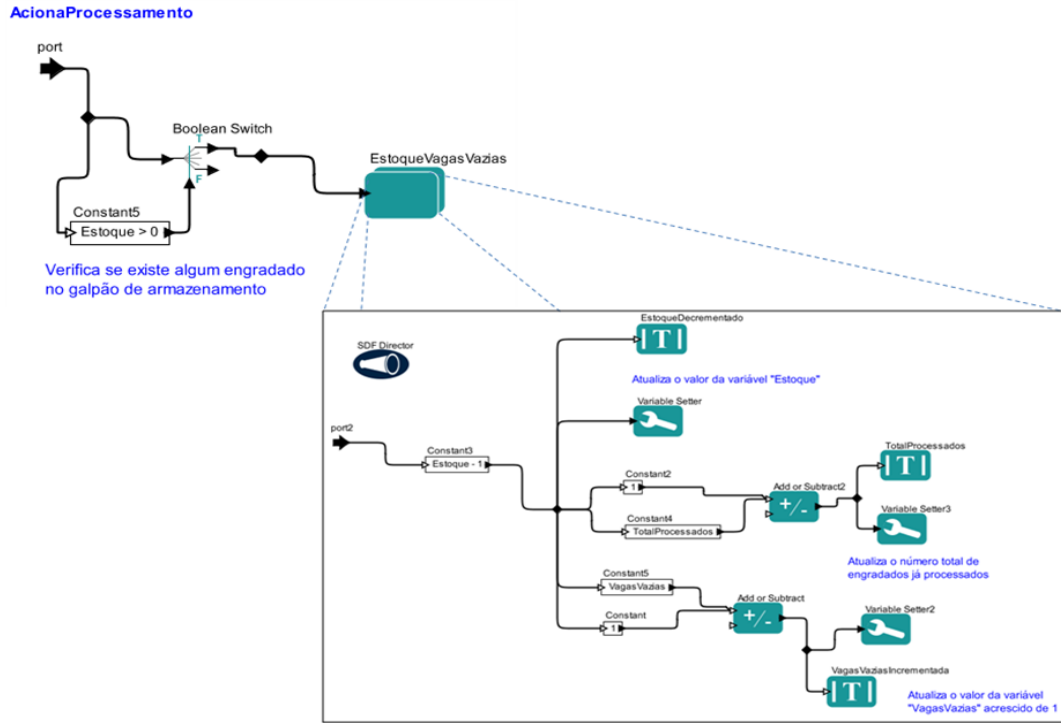 AcionaProcessamento
port
Boolean Switch
T
F
EstoqueVagasVazias
Constant5
Estoque > 0
Verifica se existe algum engradado
no galpão de armazenamento
EstoqueDecrementado
T
SDF Director
Atualiza o valor da variável "Estoque"
Variable Setter
port2
Constant3
Estoque - 1
TotalProcessados
T
Constant2
1
Add or Subtract2
+/-
Constant4
TotalProcessados
Variable Setter3
Atualiza o número total de
engradados já processados
Constant5
VagasVazias
Add or Subtract
+/-
Constant
1
Variable Setter2
VagasVaziasIncrementada
T
Atualiza o valor da variável
"VagasVazias" acrescido de 1